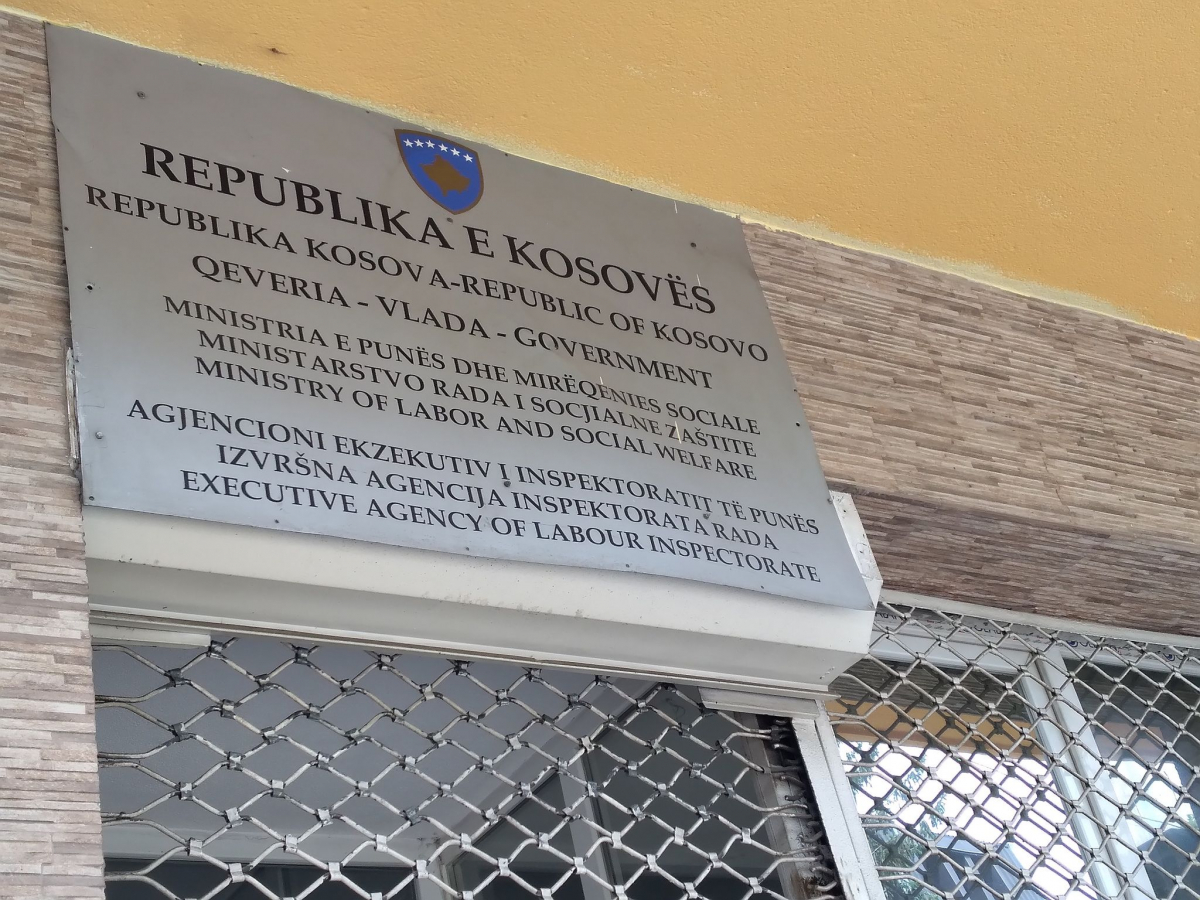 REPUBLIKA E KOSOVËS
REPUBLIKA KOSOVA-REPUBLIC OF KOSOVO
QEVERIA - VLADA - GOVERNMENT
MINISTRIA E PUNËS DHE MIRËQENIES SOCIALE
MINISTARSTVO RADA I SOCJIALNE ZAŠTITE
MINISTRY OF LABOR AND SOCIAL WELFARE
AGJENCIONI EKZEKUTIV I INSPEKTORATIT TË PUNËS
IZVRŠNA AGENCIJA INSPEKTORATA RADA
EXECUTIVE AGENCY OF LABOUR INSPECTORATE